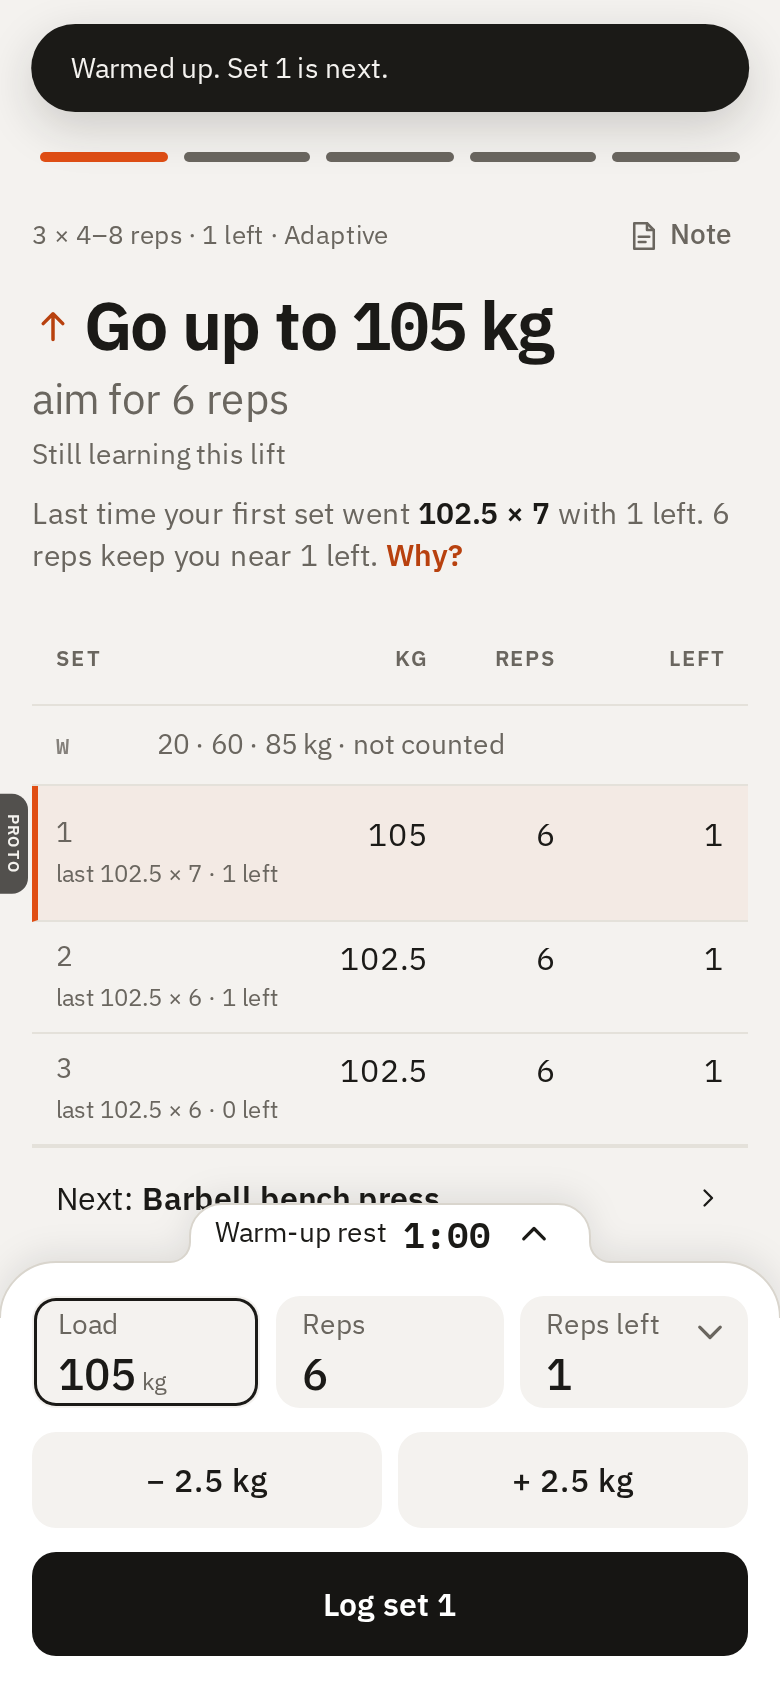 Warmed up. Set 1 is next.
3 × 4–8 reps · 1 left · Adaptive
Note
↑ Go up to 105 kg
aim for 6 reps
Still learning this lift
Last time your first set went 102.5 × 7 with 1 left. 6
reps keep you near 1 left. Why?
SET KG REPS LEFT
W 20 · 60 · 85 kg · not counted
PROTO
1 105 6 1
last 102.5 × 7 · 1 left
2 102.5 6 1
last 102.5 × 6 · 1 left
3 102.5 6 1
last 102.5 × 6 · 0 left
Next: Barbell bench press
Warm-up rest 1:00
Load Reps Reps left
105 kg 6 1
− 2.5 kg + 2.5 kg
Log set 1